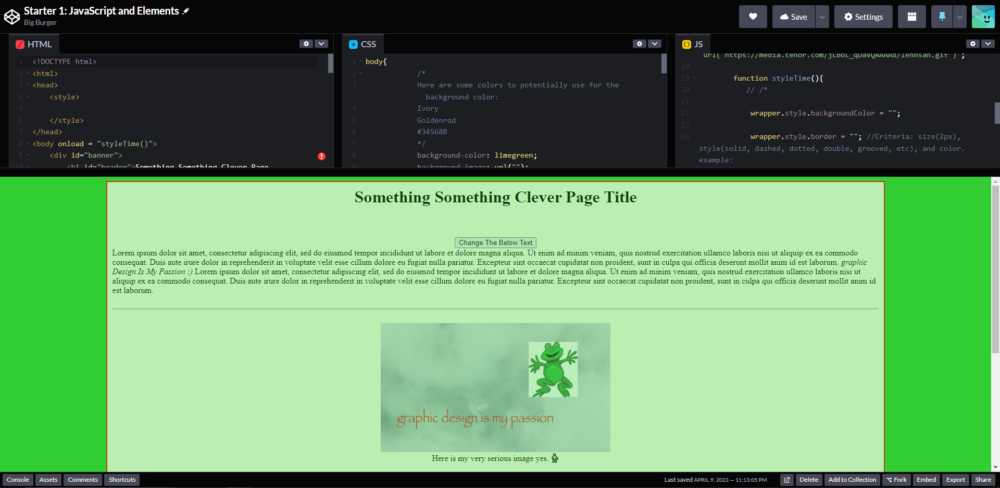 Starter 1: JavaScript and Elements
Big Burger
Save
Settings
HTML
1 <!DOCTYPE html>
2 <html>
3 <head>
4 <style>
5
6 </style>
7 </head>
8 <body onload = "styleTime()">
9 <div id="banner">
10 <h1 id="header">Something Something Clever Page
CSS
1 body{
2 /*
3 Here are some colors to potentially use for the
background color:
4 Ivory
5 Goldenrod
6 #34568B
7 */
8 background-color: limegreen;
9 background-image: url("");
JS
18
19 function styleTime(){
20 // /*
21
22 wrapper.style.backgroundColor = "";
23
24 wrapper.style.border = ""; //Criteria: size(2px),
style(solid, dashed, dotted, double, grooved, etc), and color.
example:
Something Something Clever Page Title
Change The Below Text
Lorem ipsum dolor sit amet, consectetur adipiscing elit, sed do eiusmod tempor incididunt ut labore et dolore magna aliqua. Ut enim ad minim veniam, quis nostrud exercitation ullamco laboris nisi ut aliquip ex ea commodo
consequat. Duis aute irure dolor in reprehenderit in voluptate velit esse cillum dolore eu fugiat nulla pariatur. Excepteur sint occaecat cupidatat non proident, sunt in culpa qui officia deserunt mollit anim id est laborum. graphic
Design Is My Passion :) Lorem ipsum dolor sit amet, consectetur adipiscing elit, sed do eiusmod tempor incididunt ut labore et dolore magna aliqua. Ut enim ad minim veniam, quis nostrud exercitation ullamco laboris nisi ut
aliquip ex ea commodo consequat. Duis aute irure dolor in reprehenderit in voluptate velit esse cillum dolore eu fugiat nulla pariatur. Excepteur sint occaecat cupidatat non proident, sunt in culpa qui officia deserunt mollit anim id
est laborum.
graphic design is my passion
Here is my very serious image yes.
Console
Assets
Comments
Shortcuts
Last saved APRIL 9, 2023 — 11:13:05 PM
Delete
Add to Collection
Fork
Embed
Export
Share